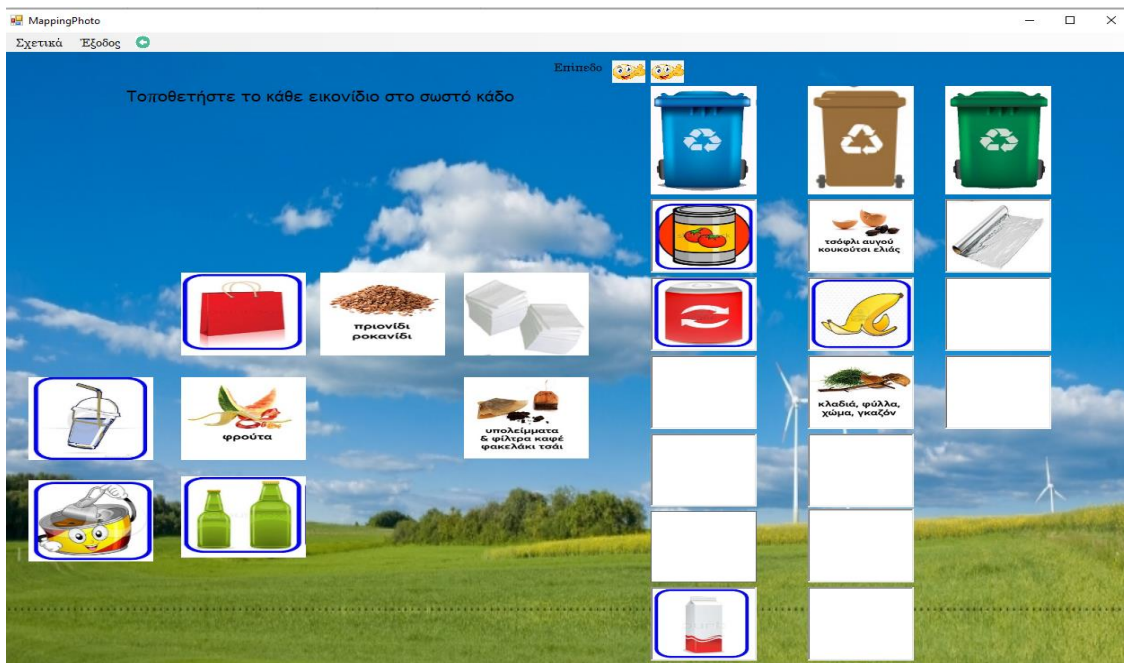 MappingPhoto
Σχετικά Έξοδος
Επίπεδο
Τοποθετήστε το κάθε εικονίδιο στο σωστό κάδο
τσόφλι αυγού
κουκούτσι ελιάς
πριονίδι
ροκανίδι
κλαδιά, φύλλα,
χώμα, γκαζόν
φρούτα
υπολείμματα
& φίλτρα καφέ
φακελάκι τσάι